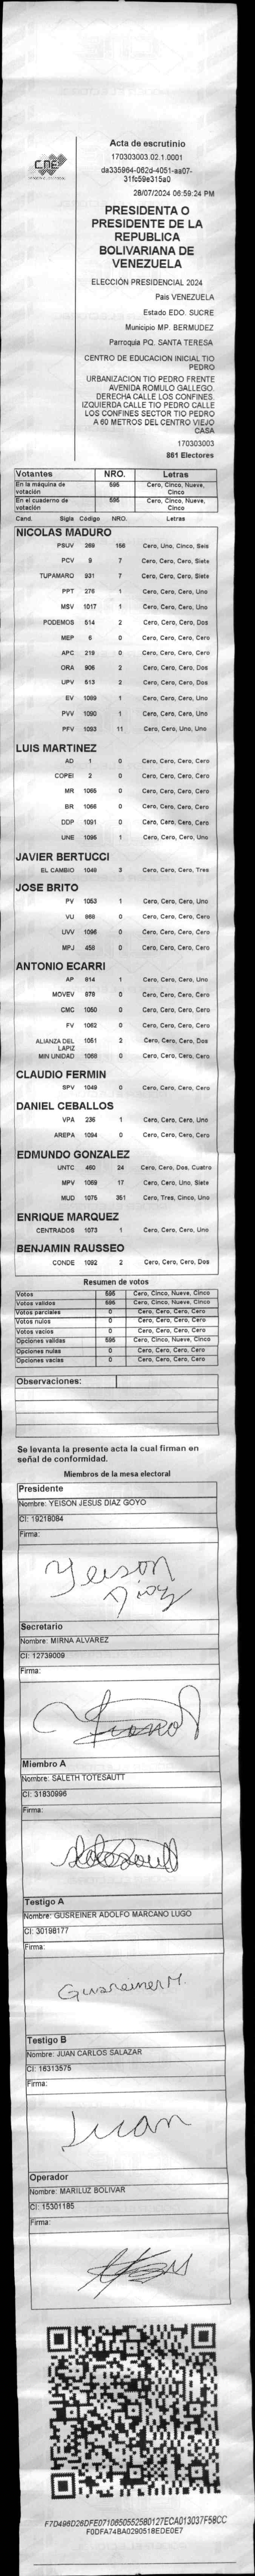 CNE
Acta de escrutinio
170303003.02.1.0001
da335964-062d-4051-aa07-
31fc59e315a0
28/07/2024 06:59:24 PM
PRESIDENTA O
PRESIDENTE DE LA
REPUBLICA
BOLIVARIANA DE
VENEZUELA
ELECCIÓN PRESIDENCIAL 2024
Pais VENEZUELA
Estado EDO. SUCRE
Municipio MP. BERMUDEZ
Parroquia PQ. SANTA TERESA
CENTRO DE EDUCACION INICIAL TIO
PEDRO
URBANIZACION TIO PEDRO FRENTE
AVENIDA ROMULO GALLEGO.
DERECHA CALLE LOS CONFINES.
IZQUIERDA CALLE TIO PEDRO CALLE
LOS CONFINES SECTOR TIO PEDRO
A 60 METROS DEL CENTRO VIEJO
CASA
170303003
861 Electores
Votantes NRO. Letras
En la máquina de votación 595 Cero, Cinco, Nueve, Cinco
En el cuaderno de votación 595 Cero, Cinco, Nueve, Cinco
Cand. Sigla Código NRO. Letras
NICOLAS MADURO
PSUV 269 156 Cero, Uno, Cinco, Seis
PCV 9 7 Cero, Cero, Cero, Siete
TUPAMARO 931 7 Cero, Cero, Cero, Siete
PPT 276 1 Cero, Cero, Cero, Uno
MSV 1017 1 Cero, Cero, Cero, Uno
PODEMOS 514 2 Cero, Cero, Cero, Dos
MEP 6 0 Cero, Cero, Cero, Cero
APC 219 0 Cero, Cero, Cero, Cero
ORA 906 2 Cero, Cero, Cero, Dos
UPV 513 2 Cero, Cero, Cero, Dos
EV 1089 1 Cero, Cero, Cero, Uno
PVV 1090 1 Cero, Cero, Cero, Uno
PFV 1093 11 Cero, Cero, Uno, Uno
LUIS MARTINEZ
AD 1 0 Cero, Cero, Cero, Cero
COPEI 2 0 Cero, Cero, Cero, Cero
MR 1065 0 Cero, Cero, Cero, Cero
BR 1066 0 Cero, Cero, Cero, Cero
DDP 1091 0 Cero, Cero, Cero, Cero
UNE 1095 1 Cero, Cero, Cero, Uno
JAVIER BERTUCCI
EL CAMBIO 1049 3 Cero, Cero, Cero, Tres
JOSE BRITO
PV 1053 1 Cero, Cero, Cero, Uno
VU 868 0 Cero, Cero, Cero, Cero
UVV 1096 0 Cero, Cero, Cero, Cero
MPJ 458 0 Cero, Cero, Cero, Cero
ANTONIO ECARRI
AP 814 1 Cero, Cero, Cero, Uno
MOVEV 878 0 Cero, Cero, Cero, Cero
CMC 1050 0 Cero, Cero, Cero, Cero
FV 1062 0 Cero, Cero, Cero, Cero
ALIANZA DEL LAPIZ 1051 2 Cero, Cero, Cero, Dos
MIN UNIDAD 1088 0 Cero, Cero, Cero, Cero
CLAUDIO FERMIN
SPV 1049 0 Cero, Cero, Cero, Cero
DANIEL CEBALLOS
VPA 236 1 Cero, Cero, Cero, Uno
AREPA 1094 0 Cero, Cero, Cero, Cero
EDMUNDO GONZALEZ
UNTC 460 24 Cero, Cero, Dos, Cuatro
MPV 1069 17 Cero, Cero, Uno, Siete
MUD 1075 351 Cero, Tres, Cinco, Uno
ENRIQUE MARQUEZ
CENTRADOS 1073 1 Cero, Cero, Cero, Uno
BENJAMIN RAUSSEO
CONDE 1092 2 Cero, Cero, Cero, Dos
Resumen de votos
Votos 595 Cero, Cinco, Nueve, Cinco
Votos validos 595 Cero, Cinco, Nueve, Cinco
Votos parciales 0 Cero, Cero, Cero, Cero
Votos nulos 0 Cero, Cero, Cero, Cero
Votos vacios 0 Cero, Cero, Cero, Cero
Opciones validas 595 Cero, Cinco, Nueve, Cinco
Opciones nulas 0 Cero, Cero, Cero, Cero
Opciones vacias 0 Cero, Cero, Cero, Cero
Observaciones:
Se levanta la presente acta la cual firman en
señal de conformidad.
Miembros de la mesa electoral
Presidente
Nombre: YEISON JESUS DIAZ GOYO
CI: 19218084
Firma:
Yeison
Diaz
Secretario
Nombre: MIRNA ALVAREZ
CI: 12739009
Firma:
Miembro A
Nombre: SALETH TOTESAUTT
CI: 31830996
Firma:
Testigo A
Nombre: GUSREINER ADOLFO MARCANO LUGO
CI: 30198177
Firma:
Gusreiner M.
Testigo B
Nombre: JUAN CARLOS SALAZAR
CI: 16313575
Firma:
Juan
Operador
Nombre: MARILUZ BOLIVAR
CI: 15301185
Firma:
F7D498D26DFE07106505525B0127ECA013037F58CC
F0DFA74BA0290518EDE0E7